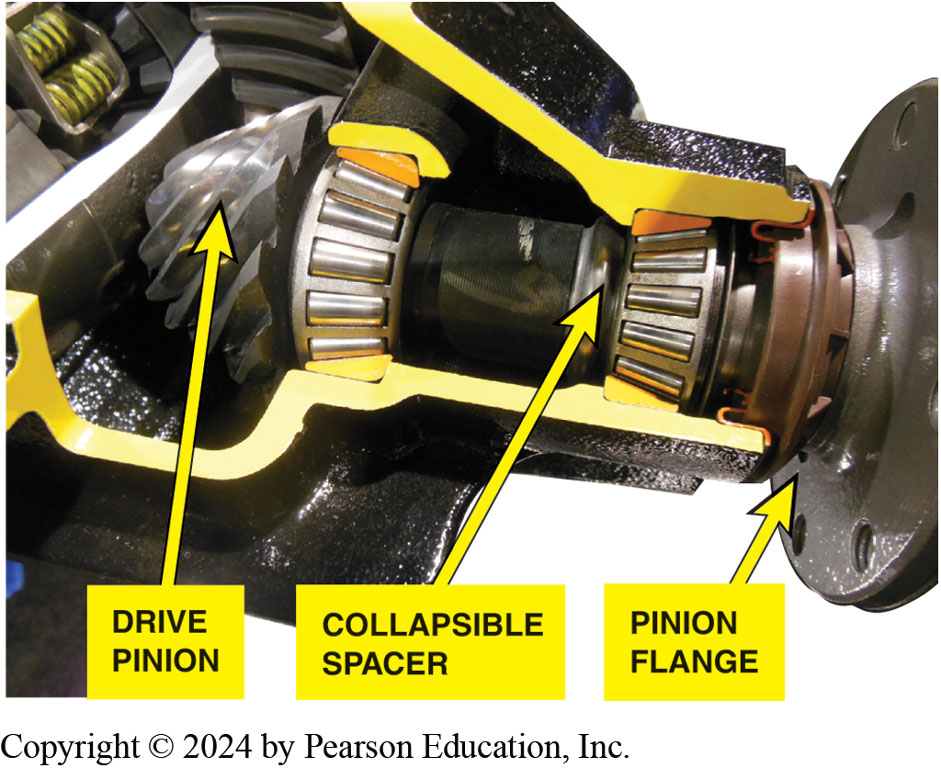 DRIVE
PINION
COLLAPSIBLE
SPACER
PINION
FLANGE
Copyright © 2024 by Pearson Education, Inc.